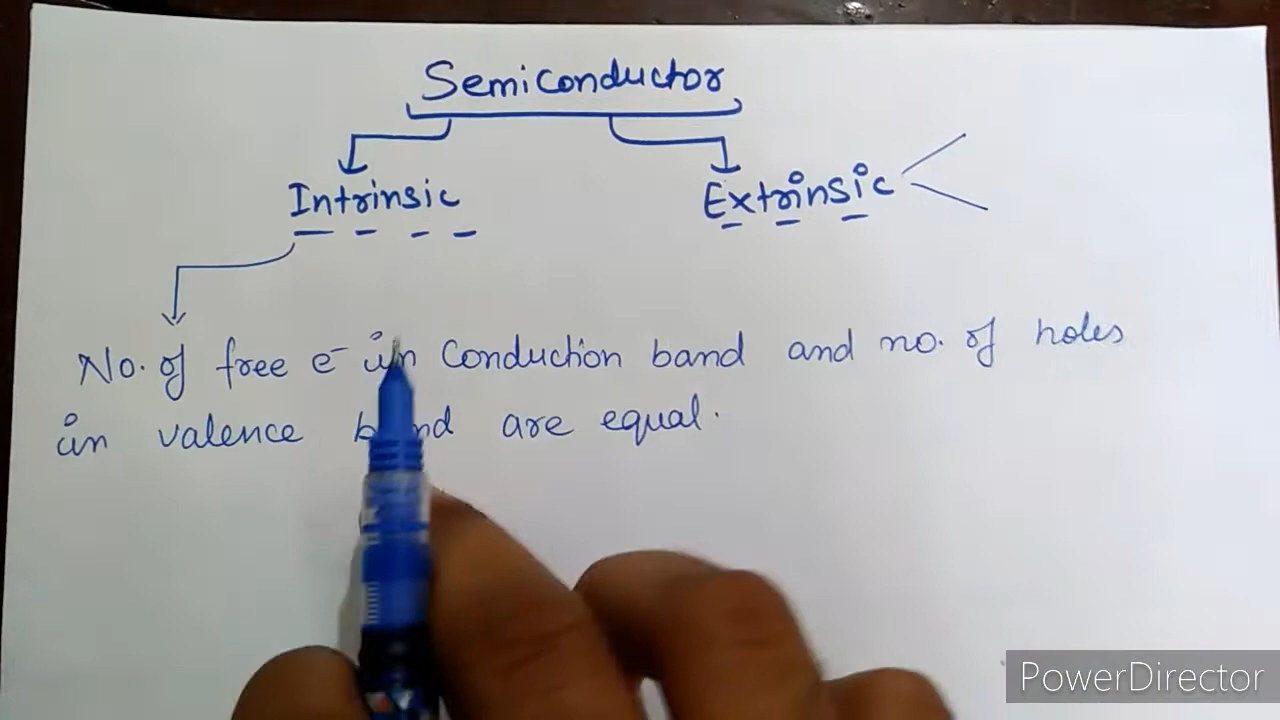 Semiconductor
Intrinsic Extrinsic
No. of free e⁻ in Conduction band and no. of holes
in valence band are equal.
PowerDirector